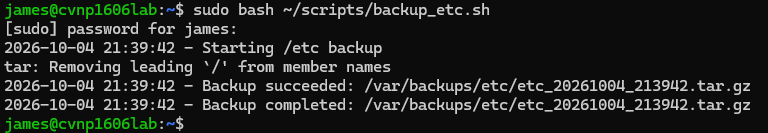 james@cvnp1606lab:~$ sudo bash ~/scripts/backup_etc.sh
[sudo] password for james:
2026-10-04 21:39:42 - Starting /etc backup
tar: Removing leading `/' from member names
2026-10-04 21:39:42 - Backup succeeded: /var/backups/etc/etc_20261004_213942.tar.gz
2026-10-04 21:39:42 - Backup completed: /var/backups/etc/etc_20261004_213942.tar.gz
james@cvnp1606lab:~$